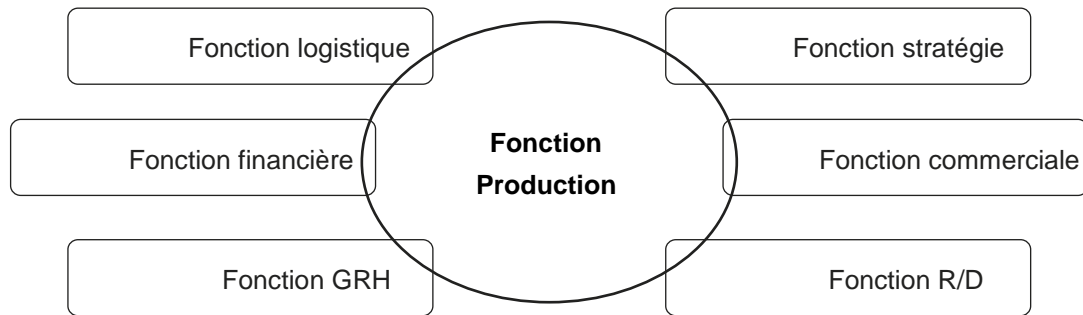 Fonction logistique
Fonction stratégie
Fonction financière
Fonction
Production
Fonction commerciale
Fonction GRH
Fonction R/D